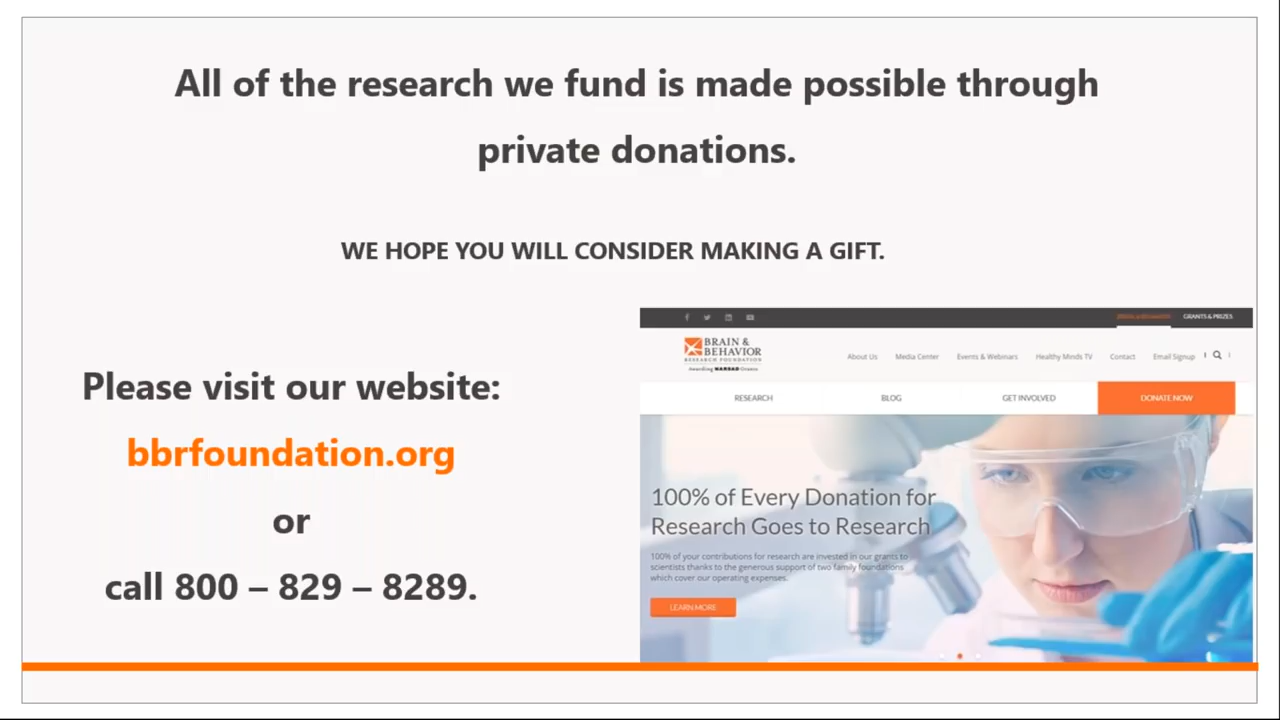 All of the research we fund is made possible through
private donations.
WE HOPE YOU WILL CONSIDER MAKING A GIFT.
Please visit our website:
bbrfoundation.org
or
call 800 – 829 – 8289.
GRANTS & PRIZES
BRAIN &
BEHAVIOR
RESEARCH FOUNDATION
Awarding NARSAD Grants
About Us Media Center Events & Webinars Healthy Minds TV Contact Email Signup
RESEARCH BLOG GET INVOLVED DONATE NOW
100% of Every Donation for
Research Goes to Research
100% of your contributions for research are invested in our grants to
scientists thanks to the generous support of two family foundations
which cover our operating expenses.
LEARN MORE